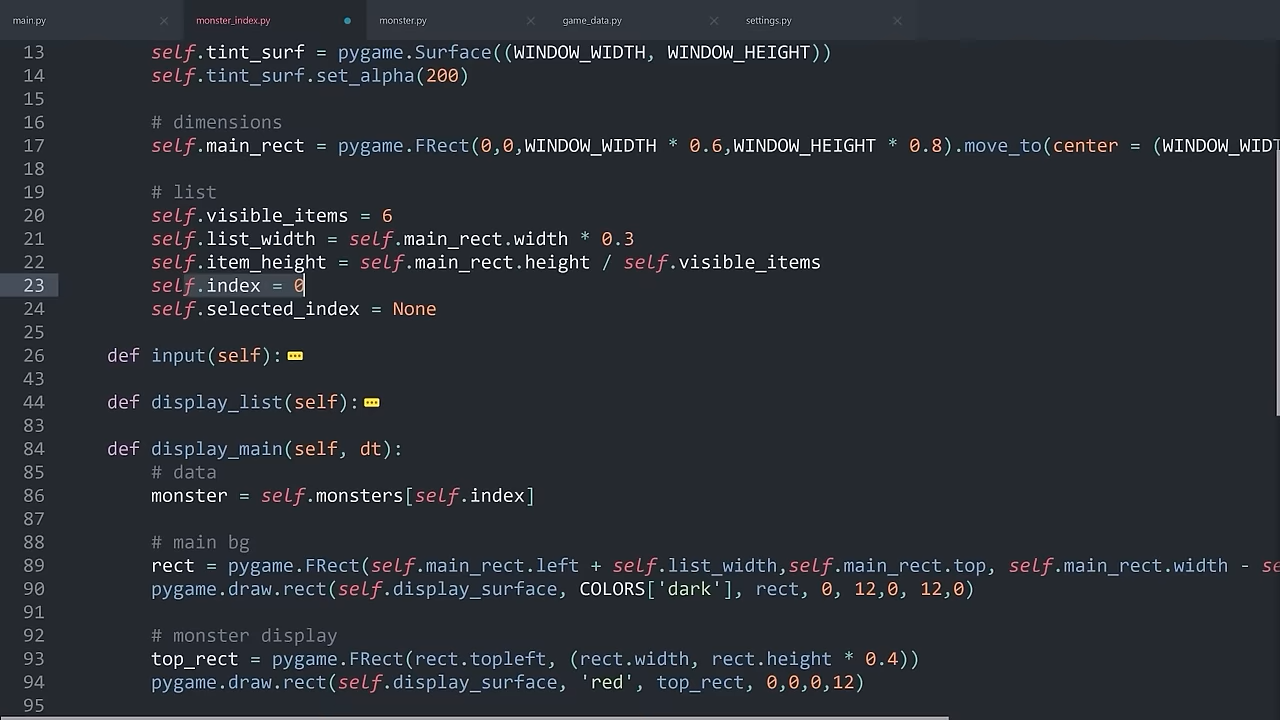 main.py monster_index.py monster.py game_data.py settings.py
13 self.tint_surf = pygame.Surface((WINDOW_WIDTH, WINDOW_HEIGHT))
14 self.tint_surf.set_alpha(200)
15
16 # dimensions
17 self.main_rect = pygame.FRect(0,0,WINDOW_WIDTH * 0.6,WINDOW_HEIGHT * 0.8).move_to(center = (WINDOW_WIDT
18
19 # list
20 self.visible_items = 6
21 self.list_width = self.main_rect.width * 0.3
22 self.item_height = self.main_rect.height / self.visible_items
23 self.index = 0
24 self.selected_index = None
25
26 def input(self):
43
44 def display_list(self):
83
84 def display_main(self, dt):
85 # data
86 monster = self.monsters[self.index]
87
88 # main bg
89 rect = pygame.FRect(self.main_rect.left + self.list_width,self.main_rect.top, self.main_rect.width - se
90 pygame.draw.rect(self.display_surface, COLORS['dark'], rect, 0, 12,0, 12,0)
91
92 # monster display
93 top_rect = pygame.FRect(rect.topleft, (rect.width, rect.height * 0.4))
94 pygame.draw.rect(self.display_surface, 'red', top_rect, 0,0,0,12)
95